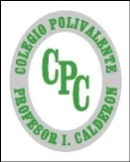 COLEGIO POLIVALENTE
CPC
PROFESOR I. CALDERON